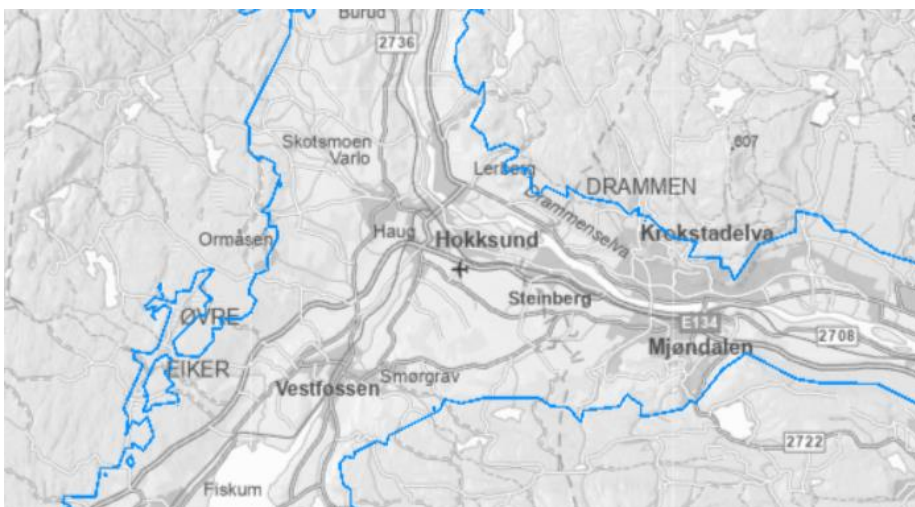 Burud
2736
Skotsmoen
Varlo
607
Lerberg
DRAMMEN
Drammenselva
Ormåsen
Haug
Hokksund
Krokstadelva
Steinberg
ØVRE
EIKER
E134
2708
Mjøndalen
Vestfossen
Smørgrav
2722
Fiskum